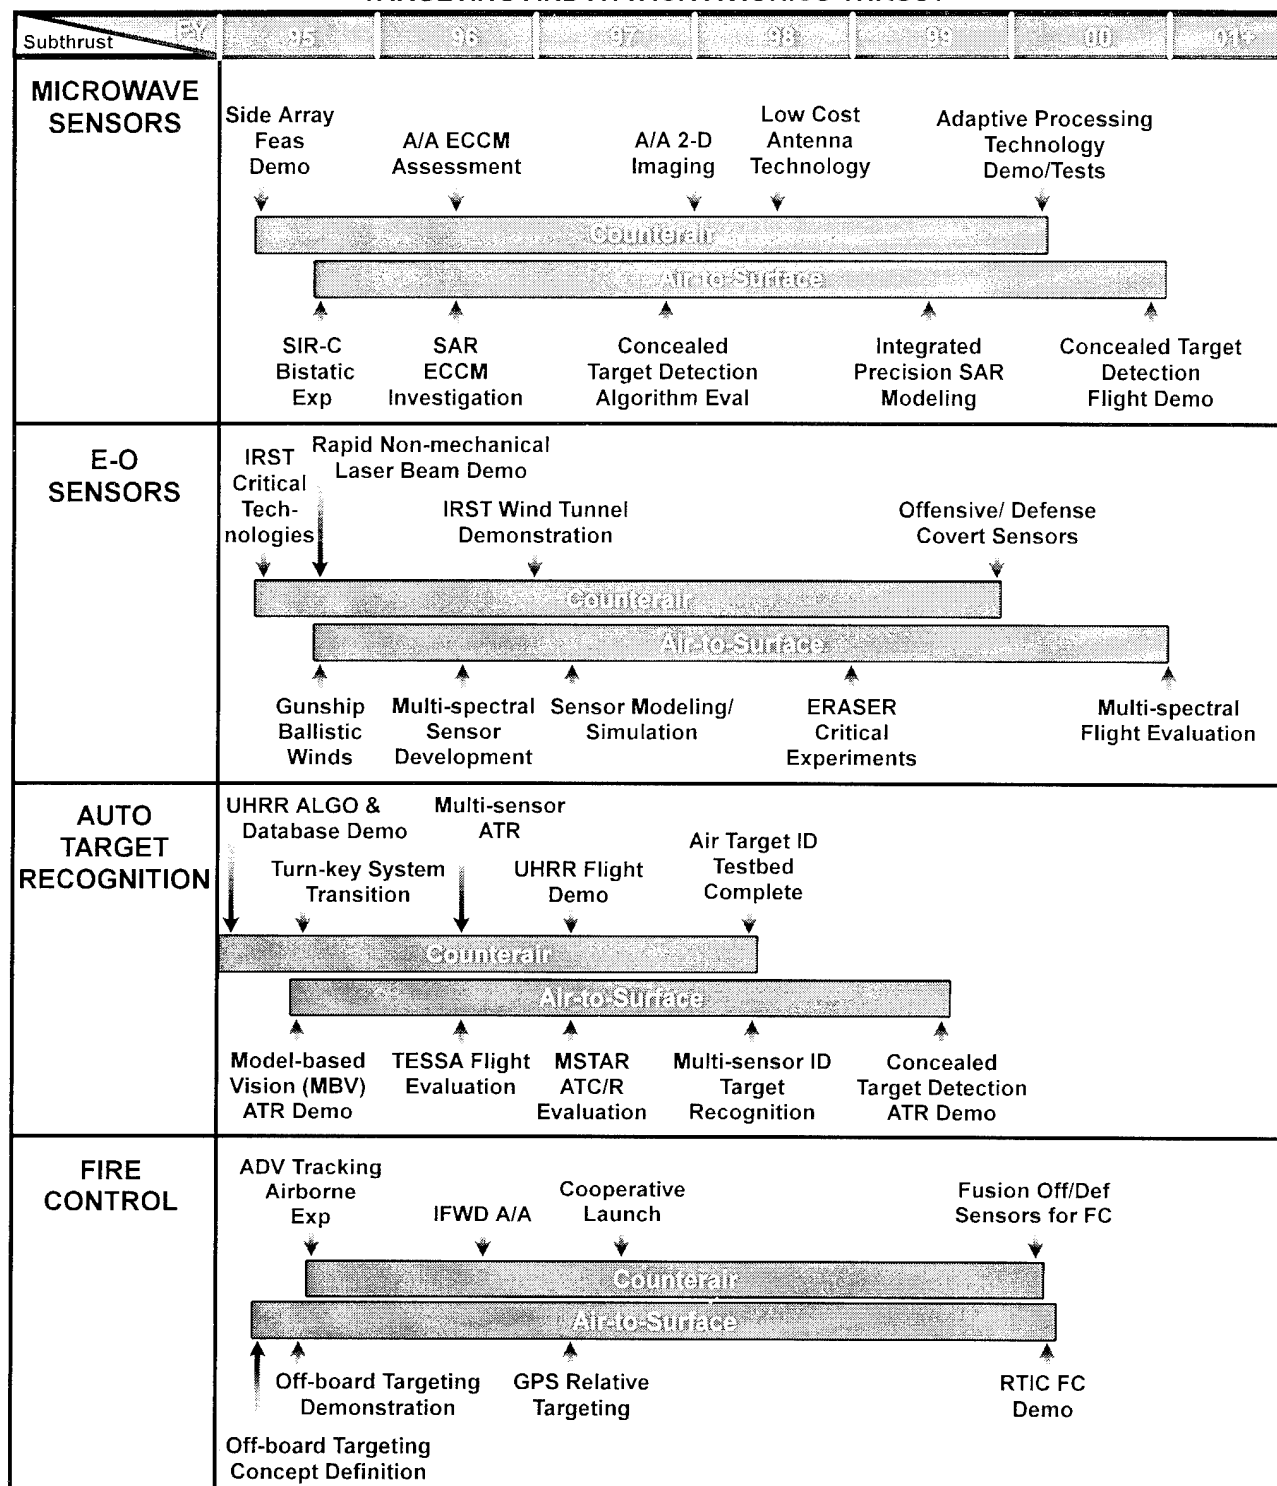 Subthrust FY 95 96 97 98 99 00 01+
MICROWAVE
SENSORS
Side Array
Feas
Demo
A/A ECCM
Assessment
A/A 2-D
Imaging
Low Cost
Antenna
Technology
Adaptive Processing
Technology
Demo/Tests
Counterair
Air-to-Surface
SIR-C
Bistatic
Exp
SAR
ECCM
Investigation
Concealed
Target Detection
Algorithm Eval
Integrated
Precision SAR
Modeling
Concealed Target
Detection
Flight Demo
E-O
SENSORS
IRST
Critical
Tech-
nologies
Rapid Non-mechanical
Laser Beam Demo
IRST Wind Tunnel
Demonstration
Offensive/ Defense
Covert Sensors
Counterair
Air-to-Surface
Gunship
Ballistic
Winds
Multi-spectral
Sensor
Development
Sensor Modeling/
Simulation
ERASER
Critical
Experiments
Multi-spectral
Flight Evaluation
AUTO
TARGET
RECOGNITION
UHRR ALGO &
Database Demo
Turn-key System
Transition
Multi-sensor
ATR
UHRR Flight
Demo
Air Target ID
Testbed
Complete
Counterair
Air-to-Surface
Model-based
Vision (MBV)
ATR Demo
TESSA Flight
Evaluation
MSTAR
ATC/R
Evaluation
Multi-sensor ID
Target
Recognition
Concealed
Target Detection
ATR Demo
FIRE
CONTROL
ADV Tracking
Airborne
Exp
IFWD A/A
Cooperative
Launch
Fusion Off/Def
Sensors for FC
Counterair
Air-to-Surface
Off-board Targeting
Demonstration
GPS Relative
Targeting
RTIC FC
Demo
Off-board Targeting
Concept Definition